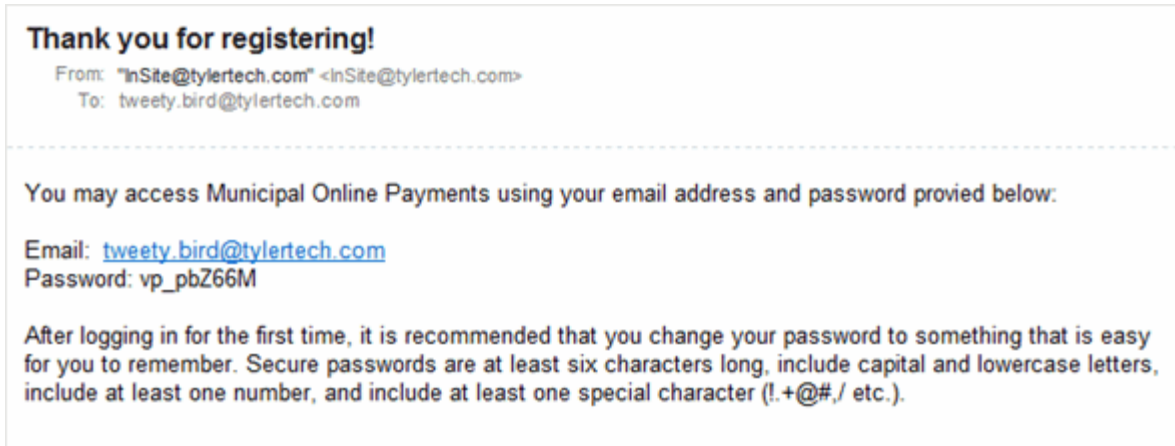 Thank you for registering!
From: "InSite@tylertech.com" <InSite@tylertech.com>
To: tweety.bird@tylertech.com
You may access Municipal Online Payments using your email address and password provied below:
Email: tweety.bird@tylertech.com
Password: vp_pbZ66M
After logging in for the first time, it is recommended that you change your password to something that is easy
for you to remember. Secure passwords are at least six characters long, include capital and lowercase letters,
include at least one number, and include at least one special character (!.+@#,/ etc.).